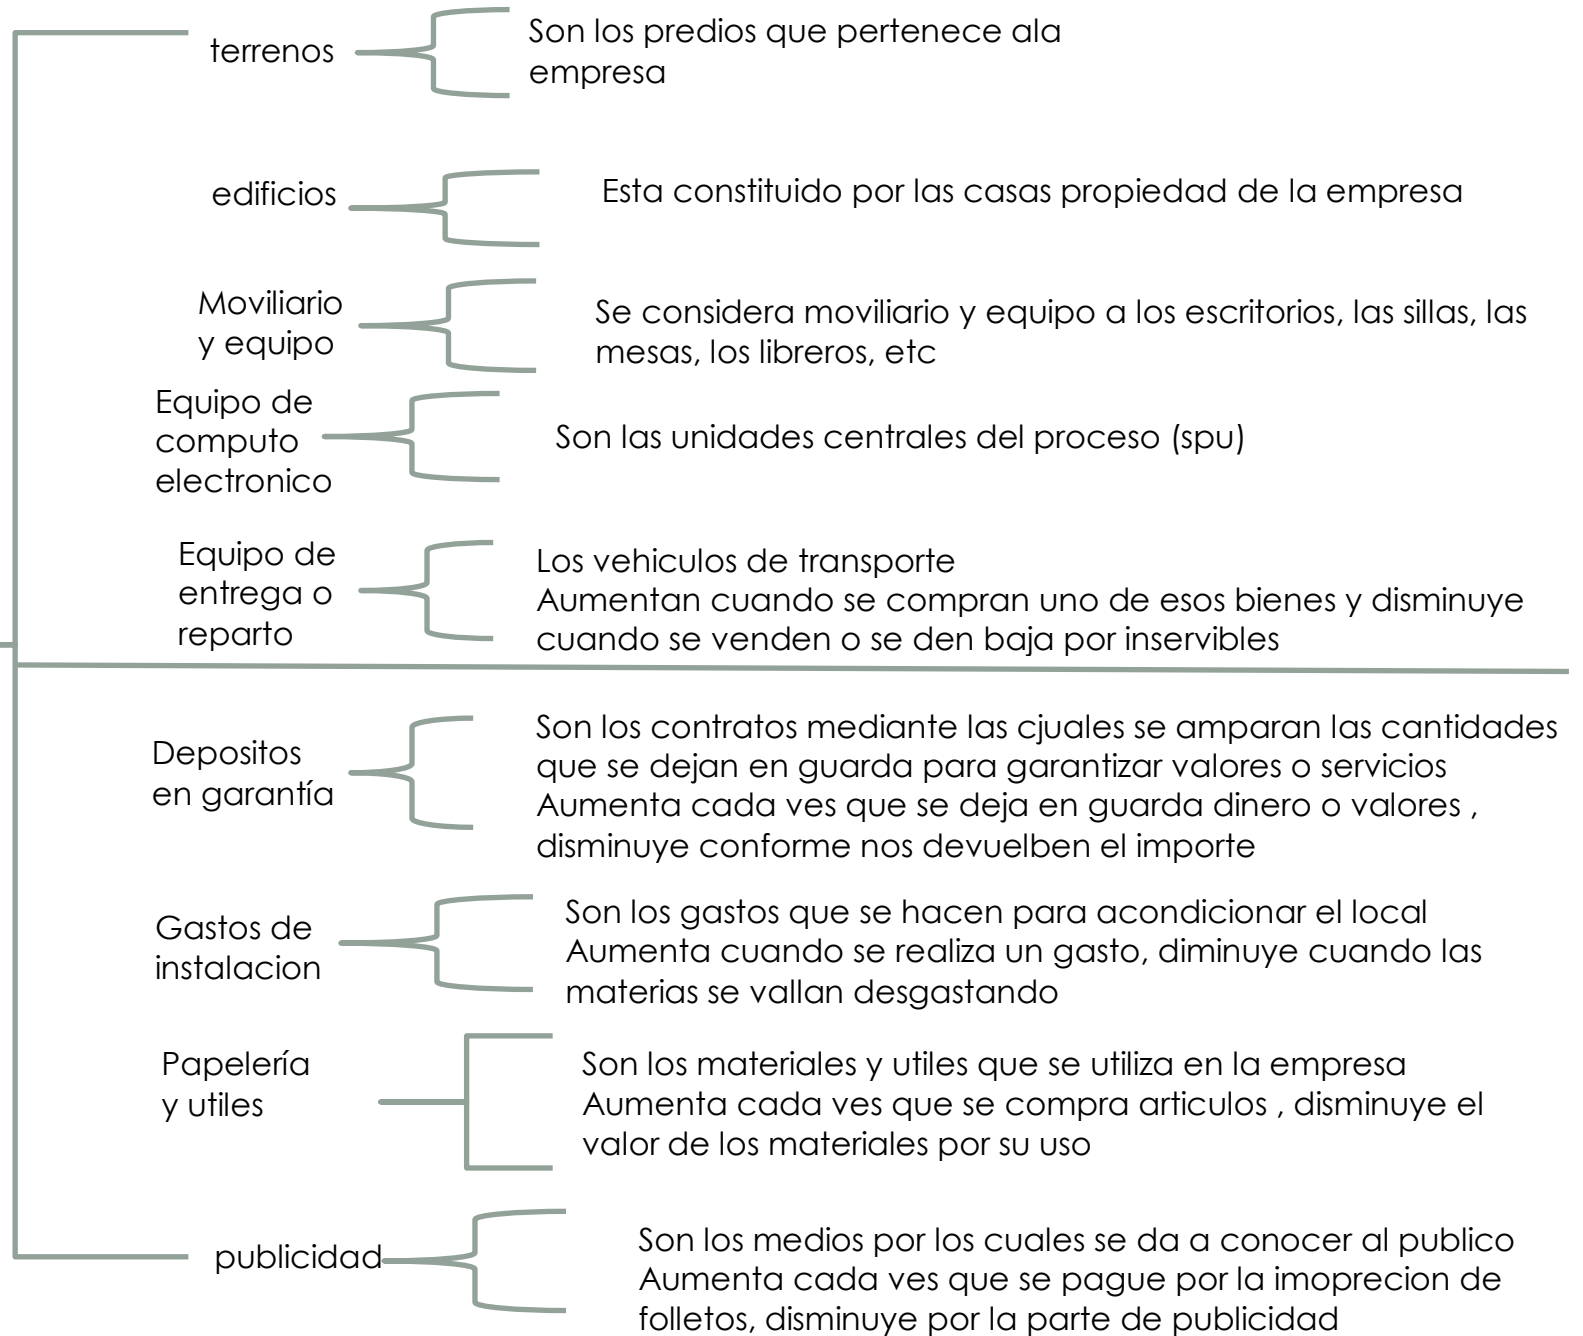 terrenos
Son los predios que pertenece ala
empresa
edificios
Esta constituido por las casas propiedad de la empresa
Moviliario
y equipo
Se considera moviliario y equipo a los escritorios, las sillas, las
mesas, los libreros, etc
Equipo de
computo
electronico
Son las unidades centrales del proceso (spu)
Equipo de
entrega o
reparto
Los vehiculos de transporte
Aumentan cuando se compran uno de esos bienes y disminuye
cuando se venden o se den baja por inservibles
Depositos
en garantía
Son los contratos mediante las cjuales se amparan las cantidades
que se dejan en guarda para garantizar valores o servicios
Aumenta cada ves que se deja en guarda dinero o valores ,
disminuye conforme nos devuelben el importe
Gastos de
instalacion
Son los gastos que se hacen para acondicionar el local
Aumenta cuando se realiza un gasto, diminuye cuando las
materias se vallan desgastando
Papelería
y utiles
Son los materiales y utiles que se utiliza en la empresa
Aumenta cada ves que se compra articulos , disminuye el
valor de los materiales por su uso
publicidad
Son los medios por los cuales se da a conocer al publico
Aumenta cada ves que se pague por la imoprecion de
folletos, disminuye por la parte de publicidad